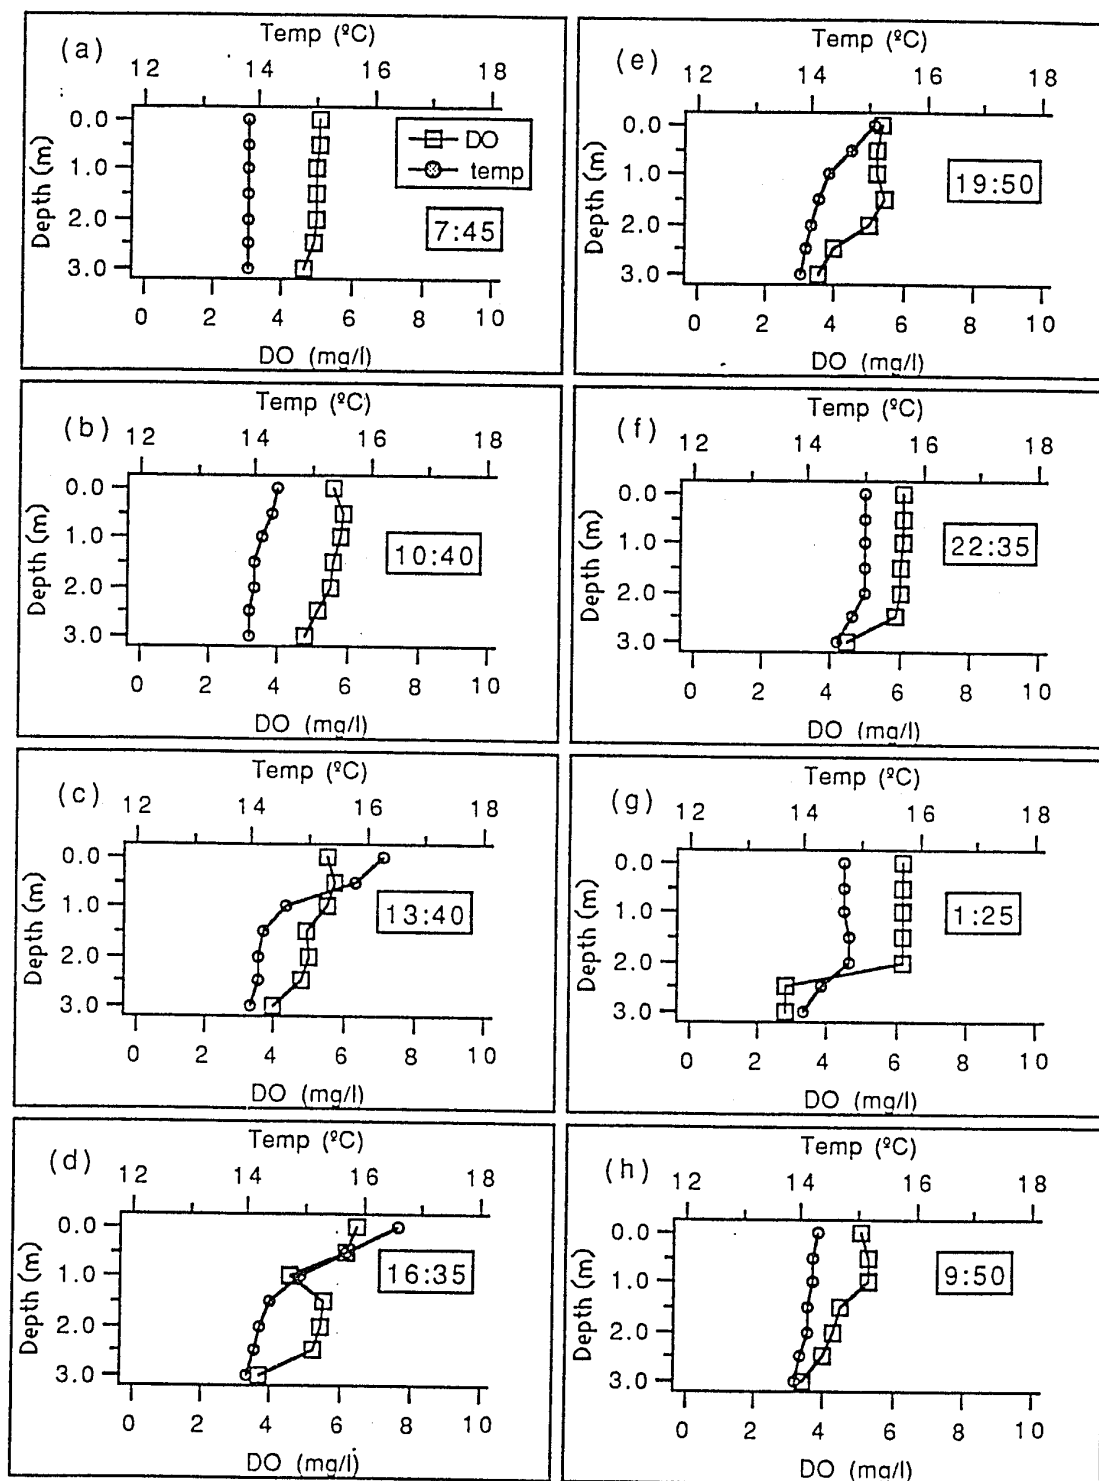 (a)
Temp (ºC)
12 14 16 18
0.0
1.0
2.0
3.0
Depth (m)
DO
temp
7:45
0 2 4 6 8 10
DO (mg/l)
(b)
Temp (ºC)
12 14 16 18
0.0
1.0
2.0
3.0
Depth (m)
10:40
0 2 4 6 8 10
DO (mg/l)
(c)
Temp (ºC)
12 14 16 18
0.0
1.0
2.0
3.0
Depth (m)
13:40
0 2 4 6 8 10
DO (mg/l)
(d)
Temp (ºC)
12 14 16 18
0.0
1.0
2.0
3.0
Depth (m)
16:35
0 2 4 6 8 10
DO (mg/l)
(e)
Temp (ºC)
12 14 16 18
0.0
1.0
2.0
3.0
Depth (m)
19:50
0 2 4 6 8 10
DO (mg/l)
(f)
Temp (ºC)
12 14 16 18
0.0
1.0
2.0
3.0
Depth (m)
22:35
0 2 4 6 8 10
DO (mg/l)
(g)
Temp (ºC)
12 14 16 18
0.0
1.0
2.0
3.0
Depth (m)
1:25
0 2 4 6 8 10
DO (mg/l)
(h)
Temp (ºC)
12 14 16 18
0.0
1.0
2.0
3.0
Depth (m)
9:50
0 2 4 6 8 10
DO (mg/l)